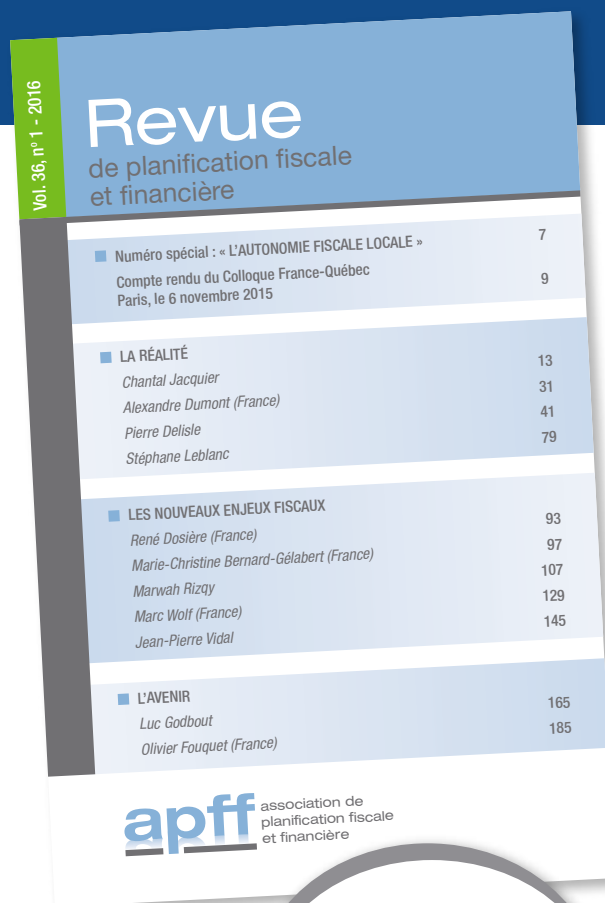 Vol. 36, nº 1 - 2016
Revue
de planification fiscale
et financière
Numéro spécial : « L'AUTONOMIE FISCALE LOCALE » 7
Compte rendu du Colloque France-Québec
Paris, le 6 novembre 2015 9
LA RÉALITÉ
Chantal Jacquier 13
Alexandre Dumont (France) 31
Pierre Delisle 41
Stéphane Leblanc 79
LES NOUVEAUX ENJEUX FISCAUX
René Dosière (France) 93
Marie-Christine Bernard-Gélabert (France) 97
Marwah Rizqy 107
Marc Wolf (France) 129
Jean-Pierre Vidal 145
L'AVENIR
Luc Godbout 165
Olivier Fouquet (France) 185
apff
association de
planification fiscale
et financière